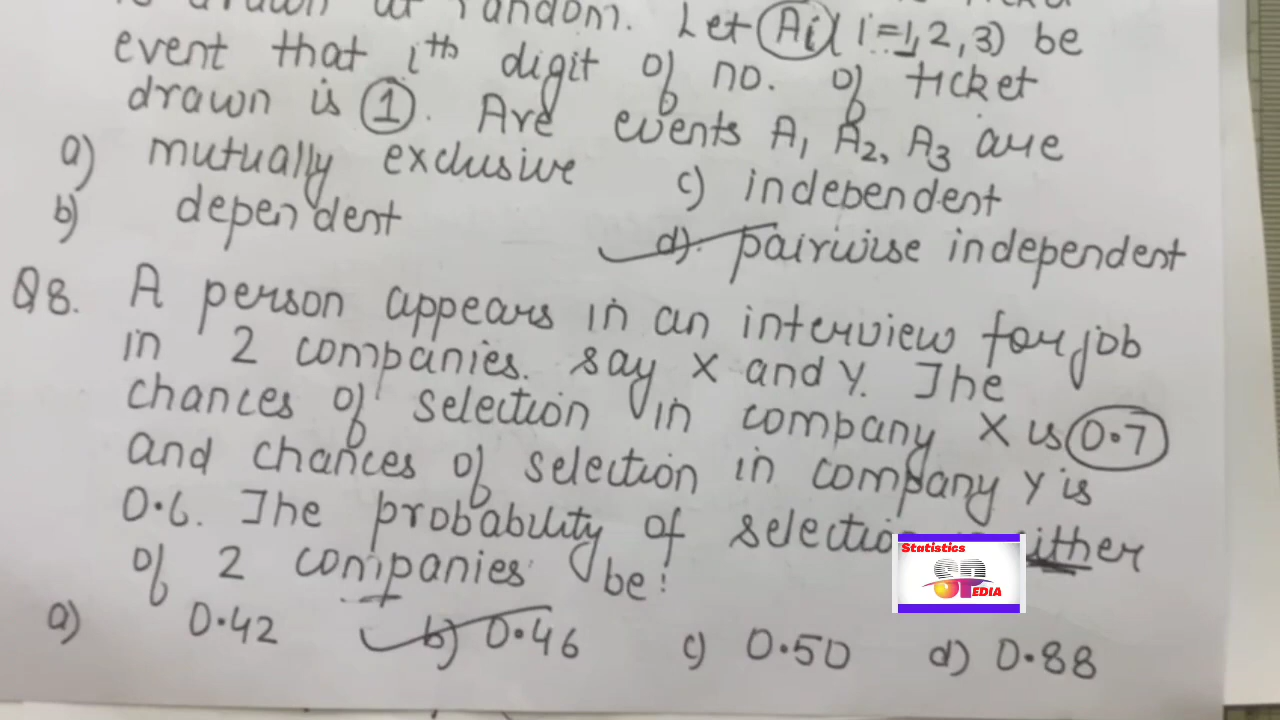 drawn at random. Let Ai( i=1,2,3) be
event that ith digit of no. of ticket
drawn is 1. Are events A1, A2, A3 are
a) mutually exclusive
c) independent
b) dependent
d). pairwise independent
Q8. A person appears in an interview for job
in 2 companies. say X and Y. The
chances of selection in company X is 0.7
and chances of selection in company Y is
0.6. The probability of selection either
of 2 companies be:
a) 0.42 b) 0.46 c) 0.50 d) 0.88
Statistics
PEDIA